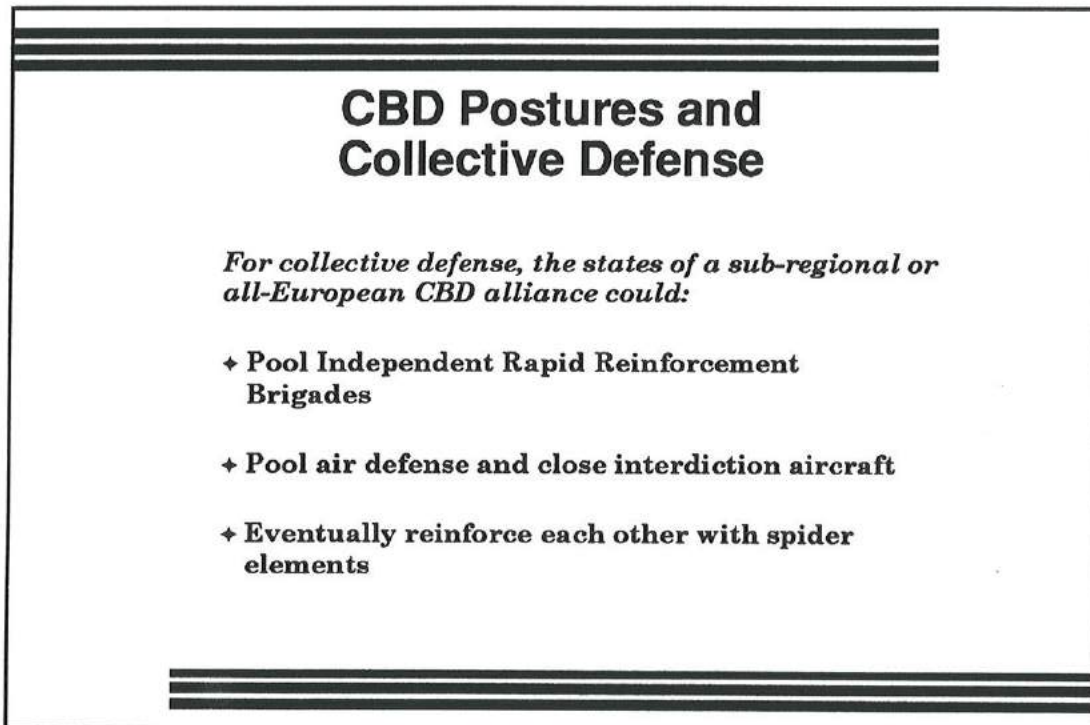 CBD Postures and
Collective Defense
For collective defense, the states of a sub-regional or
all-European CBD alliance could:
✦ Pool Independent Rapid Reinforcement
Brigades
✦ Pool air defense and close interdiction aircraft
✦ Eventually reinforce each other with spider
elements